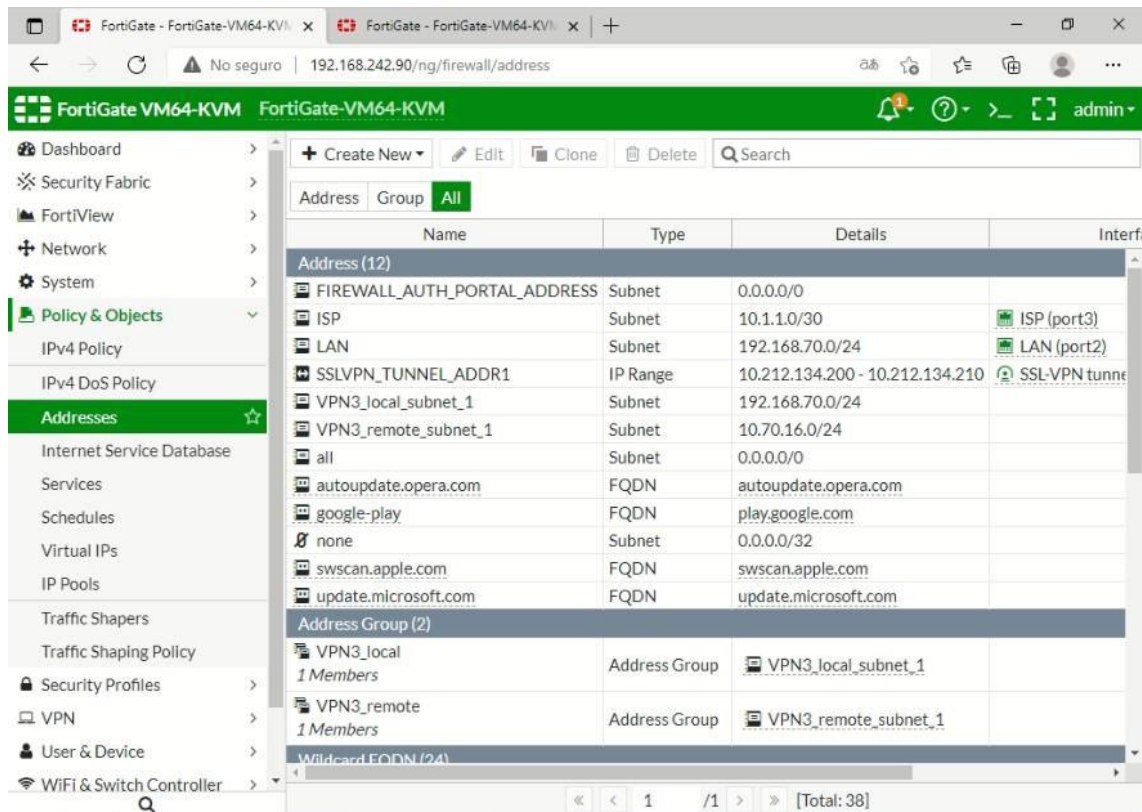 FortiGate - FortiGate-VM64-KVM
FortiGate - FortiGate-VM64-KVM
No seguro | 192.168.242.90/ng/firewall/address
FortiGate VM64-KVM FortiGate-VM64-KVM
1
admin
Dashboard
Security Fabric
FortiView
Network
System
Policy & Objects
IPv4 Policy
IPv4 DoS Policy
Addresses
Internet Service Database
Services
Schedules
Virtual IPs
IP Pools
Traffic Shapers
Traffic Shaping Policy
Security Profiles
VPN
User & Device
WiFi & Switch Controller
+ Create New Edit Clone Delete Search
Address Group All
Name Type Details Interf
Address (12)
FIREWALL_AUTH_PORTAL_ADDRESS Subnet 0.0.0.0/0
ISP Subnet 10.1.1.0/30 ISP (port3)
LAN Subnet 192.168.70.0/24 LAN (port2)
SSLVPN_TUNNEL_ADDR1 IP Range 10.212.134.200 - 10.212.134.210 SSL-VPN tunne
VPN3_local_subnet_1 Subnet 192.168.70.0/24
VPN3_remote_subnet_1 Subnet 10.70.16.0/24
all Subnet 0.0.0.0/0
autoupdate.opera.com FQDN autoupdate.opera.com
google-play FQDN play.google.com
none Subnet 0.0.0.0/32
swscan.apple.com FQDN swscan.apple.com
update.microsoft.com FQDN update.microsoft.com
Address Group (2)
VPN3_local
1 Members
Address Group VPN3_local_subnet_1
VPN3_remote
1 Members
Address Group VPN3_remote_subnet_1
Wildcard FQDN (24)
« < 1 /1 > » [Total: 38]